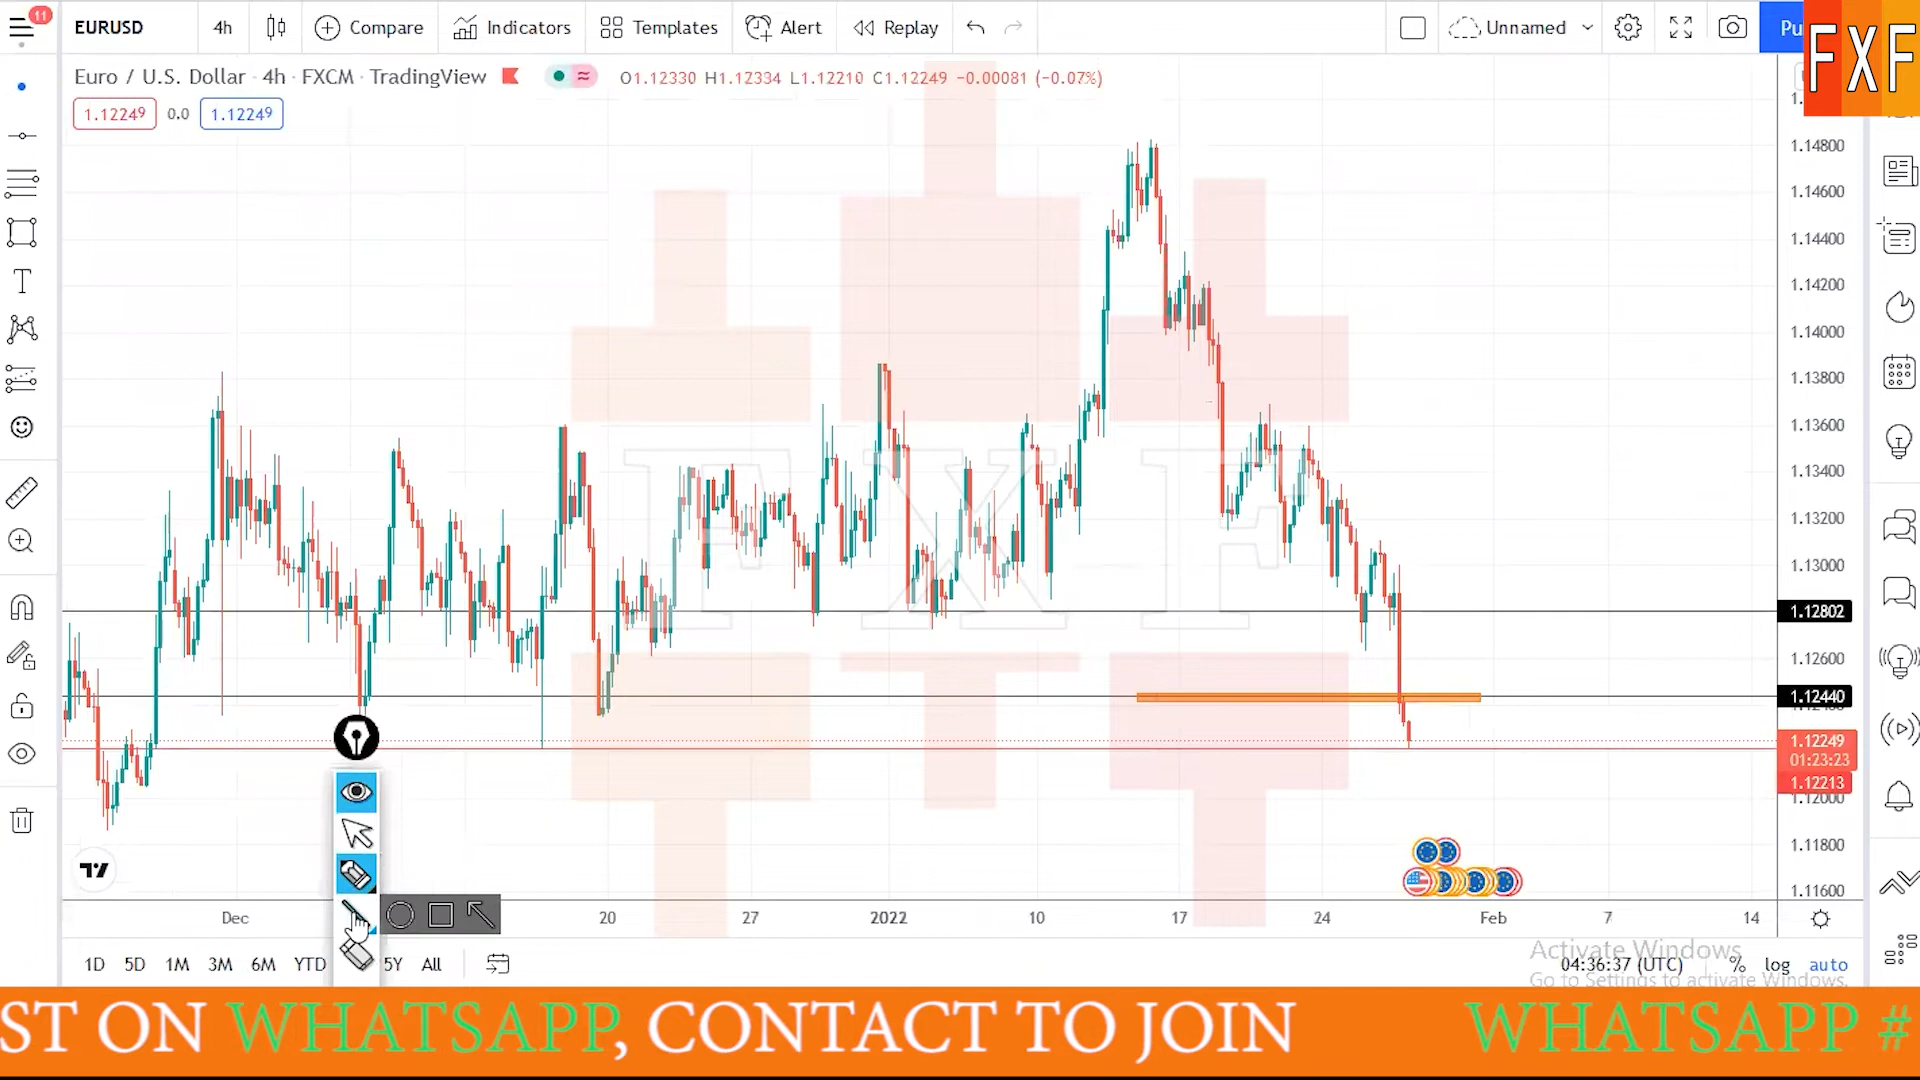 11
EURUSD
4h
Compare
Indicators
Templates
Alert
Replay
Unnamed
Pu
FXF
Euro / U.S. Dollar · 4h · FXCM · TradingView
O1.12330 H1.12334 L1.12210 C1.12249 −0.00081 (−0.07%)
1.12249 0.0 1.12249
1.14800
1.14600
1.14400
1.14200
1.14000
1.13800
1.13600
1.13400
1.13200
1.13000
1.12802
1.12600
1.12440
1.12249
01:23:23
1.12213
1.12000
1.11800
1.11600
FXF
Dec 20 27 2022 10 17 24 Feb 7 14
1D 5D 1M 3M 6M YTD 5Y All
04:36:37 (UTC) % log auto
Activate Windows
Go to Settings to activate Windows.
ST ON WHATSAPP, CONTACT TO JOIN WHATSAPP #